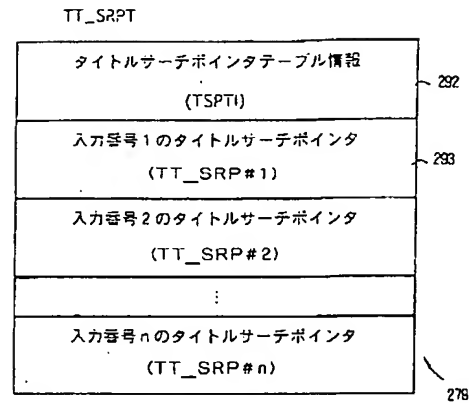 TT_SRPT
タイトルサーチポインタテーブル情報
(TSPTI)
292
入力番号1のタイトルサーチポインタ
(TT_SRP#1)
293
入力番号2のタイトルサーチポインタ
(TT_SRP#2)
⋮
入力番号nのタイトルサーチポインタ
(TT_SRP#n)
279